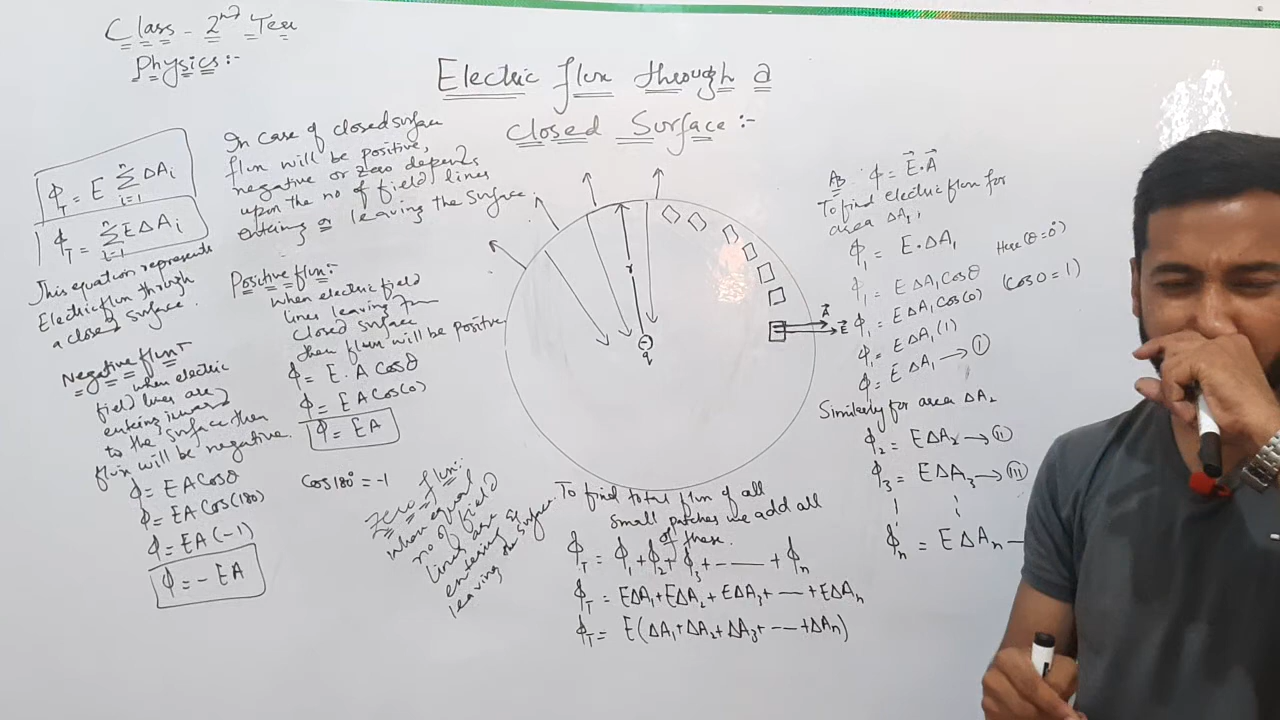 Class - 2nd Year
Physics:-
Electric flux through a
Closed Surface:-
ϕT = E Σ ΔAi
n
i=1
ϕT = Σ EΔAi
n
i=1
This equation represents
Electric flux through
a closed surface.
Negative flux:-
when electric
field lines are
entering inward
to the surface then
flux will be negative.
ϕ = EA Cosθ
ϕ = EA Cos(180)
ϕ = EA (-1)
ϕ = - EA
In case of closed surface
flux will be positive,
negative or zero depends
upon the no of field lines
entering or leaving the surface.
Positive flux:-
when electric field
lines leaving from
closed surface
then flux will be positive
ϕ = E.A Cosθ
ϕ = EA Cos(0)
ϕ = EA
Cos180° = -1
Zero flux:
when equal
no of field
lines are
entering &
leaving the surface.
r
q
A
E
To find total flux of all
small patches we add all
of these.
ϕT = ϕ1 + ϕ2 + ϕ3 + - - - + ϕn
ϕT = EΔA1 + EΔA2 + EΔA3 + - - + EΔAn
ϕT = E(ΔA1 + ΔA2 + ΔA3 + - - - + ΔAn)
As ϕ = E⃗.A⃗
To find electric flux for
area ΔA1,
ϕ1 = E.ΔA1
ϕ1 = EΔA1 Cosθ Here (θ=0°)
ϕ1 = EΔA1 Cos(0) (Cos0 = 1)
ϕ1 = EΔA1 (1)
ϕ1 = EΔA1 → (I)
Similarly for area ΔA2
ϕ2 = EΔA2 → (II)
ϕ3 = EΔA3 → (III)
ϕn = EΔAn -